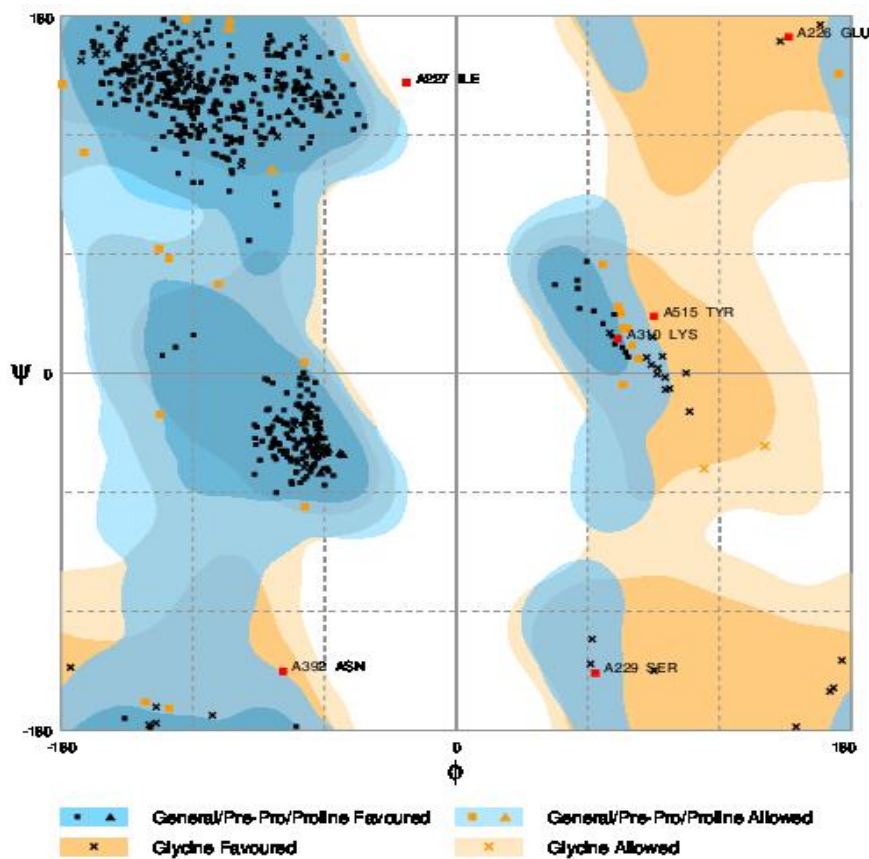 180
A226 GLU
A227 ILE
A515 TYR
A310 LYS
Ψ
0
A392 ASN
A229 SER
-180
-180
0
180
Φ
General/Pre-Pro/Proline Favoured
General/Pre-Pro/Proline Allowed
Glycine Favoured
Glycine Allowed